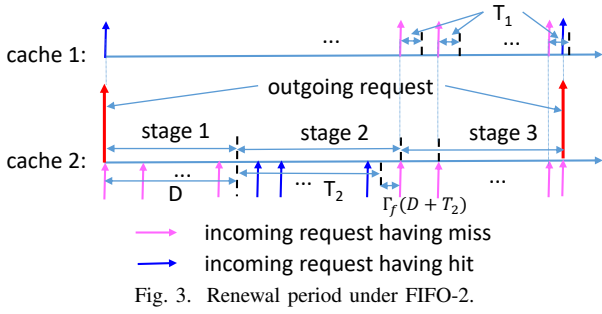 T₁
...
...
cache 1:
outgoing request
stage 1
stage 2
stage 3
cache 2:
...
...
...
D
T₂
Γ_f(D + T₂)
incoming request having miss
incoming request having hit
Fig. 3. Renewal period under FIFO-2.